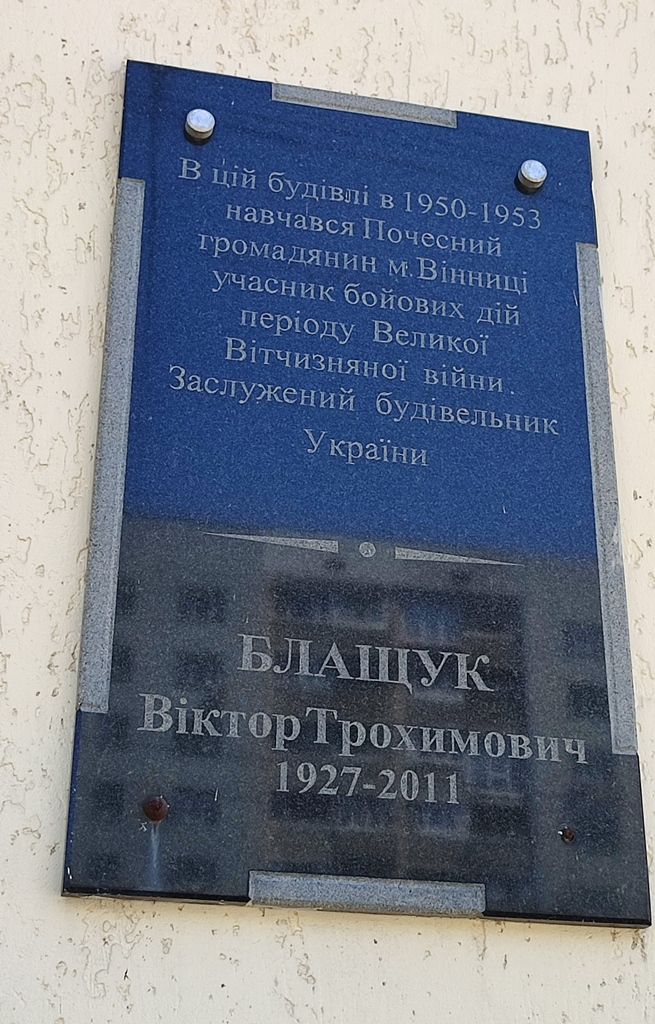 В цій будівлі в 1950-1953
навчався Почесний
громадянин м.Вінниці
учасник бойових дій
періоду Великої
Вітчизняної війни.
Заслужений будівельник
України
БЛАЩУК
Віктор Трохимович
1927-2011